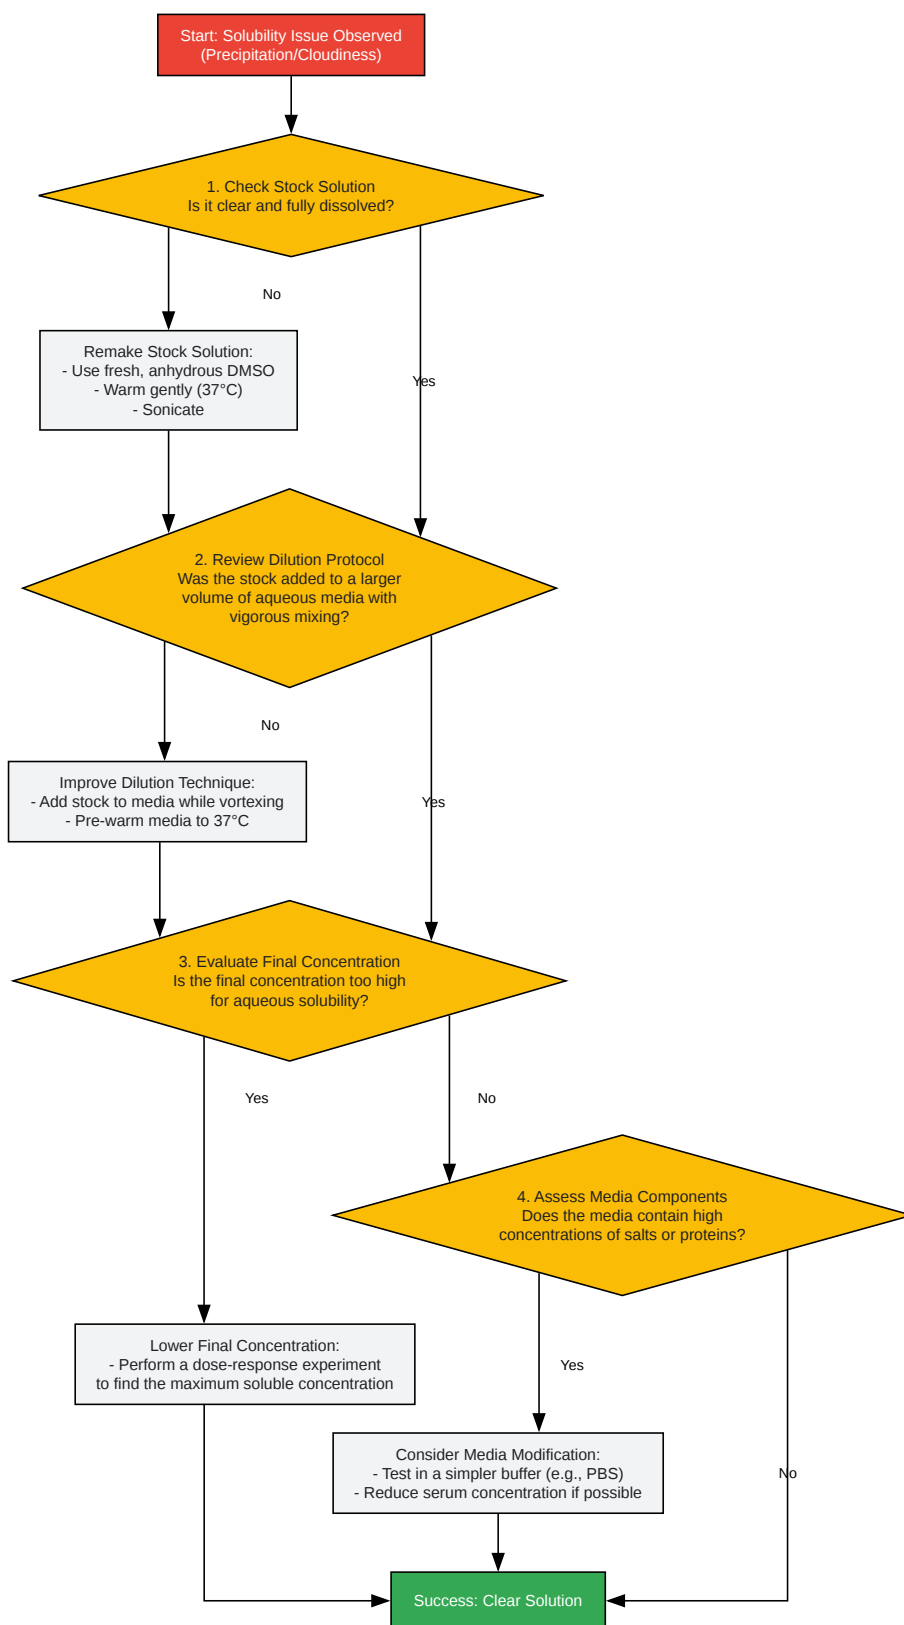 Start: Solubility Issue Observed
(Precipitation/Cloudiness)
1. Check Stock Solution
Is it clear and fully dissolved?
No
Remake Stock Solution:
- Use fresh, anhydrous DMSO
- Warm gently (37°C)
- Sonicate
Yes
2. Review Dilution Protocol
Was the stock added to a larger
volume of aqueous media with
vigorous mixing?
No
Improve Dilution Technique:
- Add stock to media while vortexing
- Pre-warm media to 37°C
Yes
3. Evaluate Final Concentration
Is the final concentration too high
for aqueous solubility?
Yes
No
4. Assess Media Components
Does the media contain high
concentrations of salts or proteins?
Lower Final Concentration:
- Perform a dose-response experiment
to find the maximum soluble concentration
Yes
Consider Media Modification:
- Test in a simpler buffer (e.g., PBS)
- Reduce serum concentration if possible
No
Success: Clear Solution